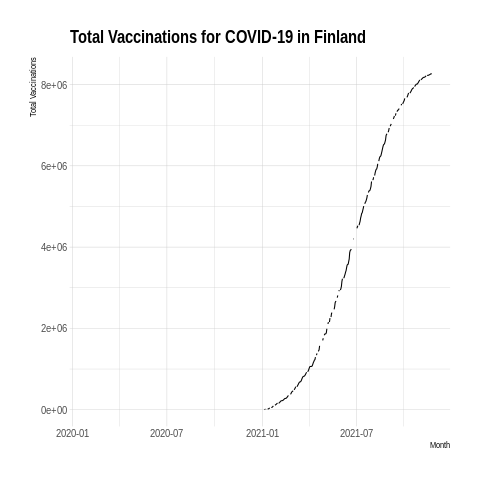 Total Vaccinations for COVID-19 in Finland
Total Vaccinations
8e+06
6e+06
4e+06
2e+06
0e+00
2020-01 2020-07 2021-01 2021-07
Month